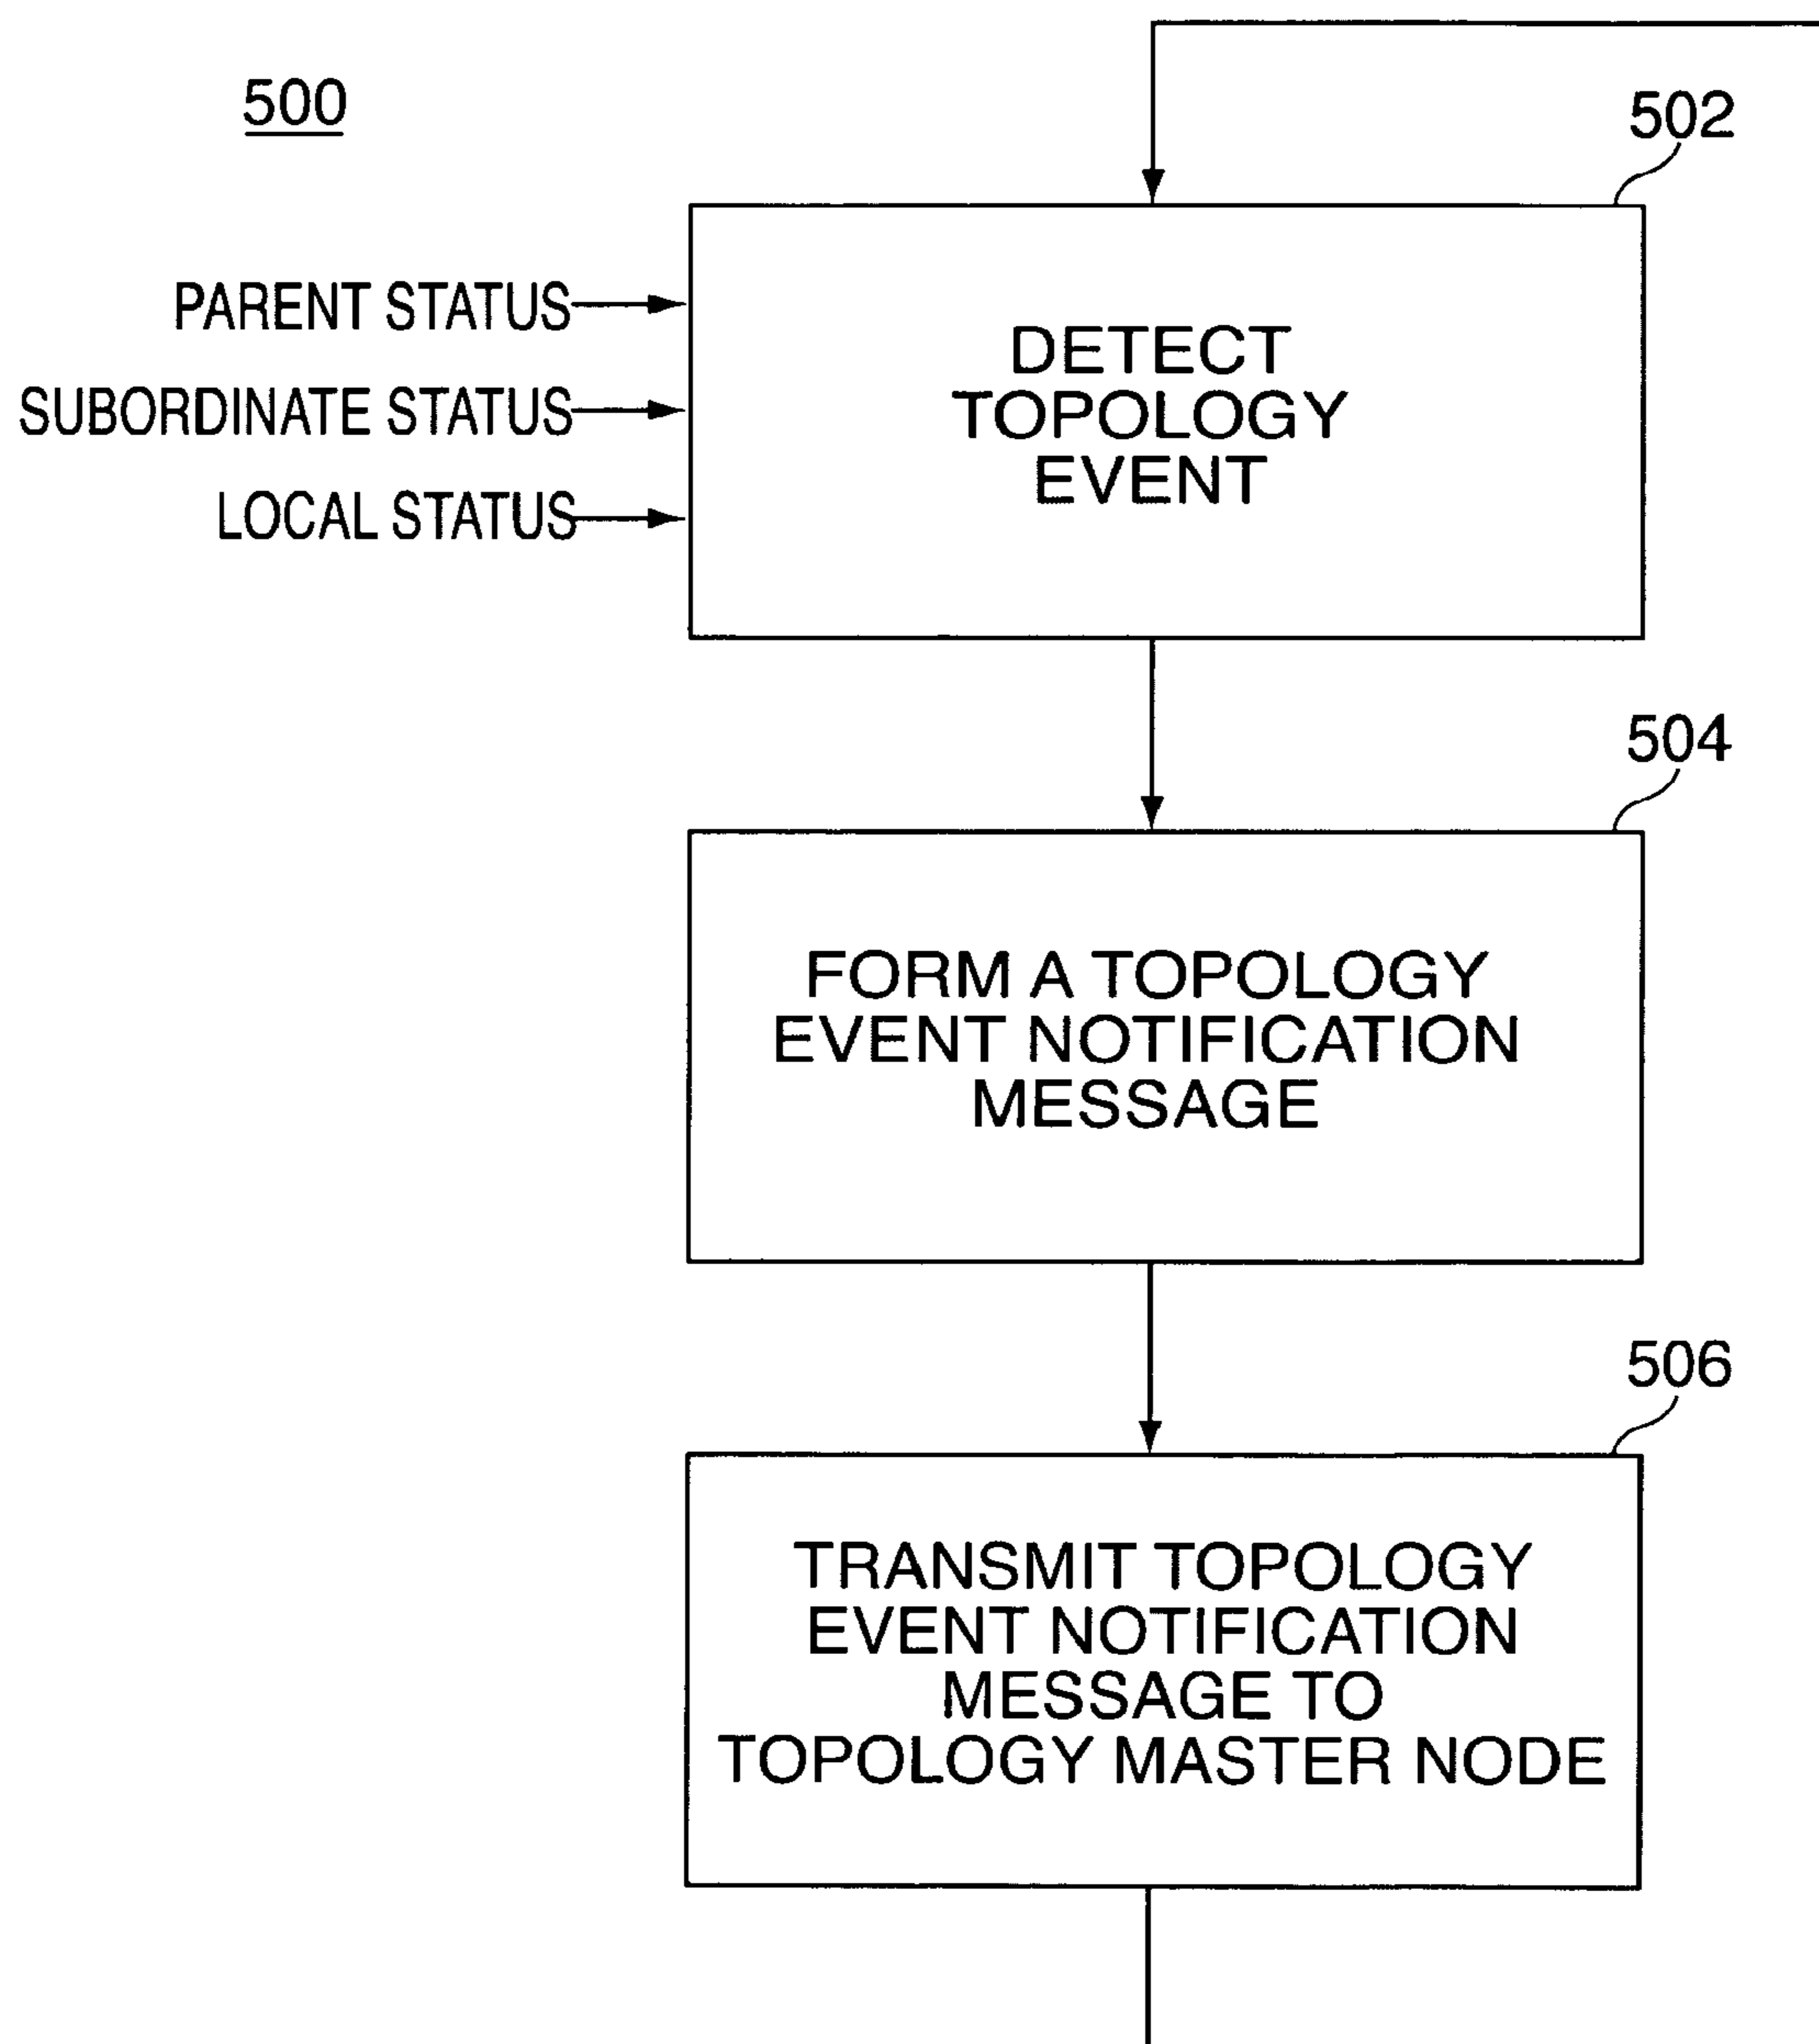 500
502
PARENT STATUS
SUBORDINATE STATUS
LOCAL STATUS
DETECT
TOPOLOGY
EVENT
504
FORM A TOPOLOGY
EVENT NOTIFICATION
MESSAGE
506
TRANSMIT TOPOLOGY
EVENT NOTIFICATION
MESSAGE TO
TOPOLOGY MASTER NODE